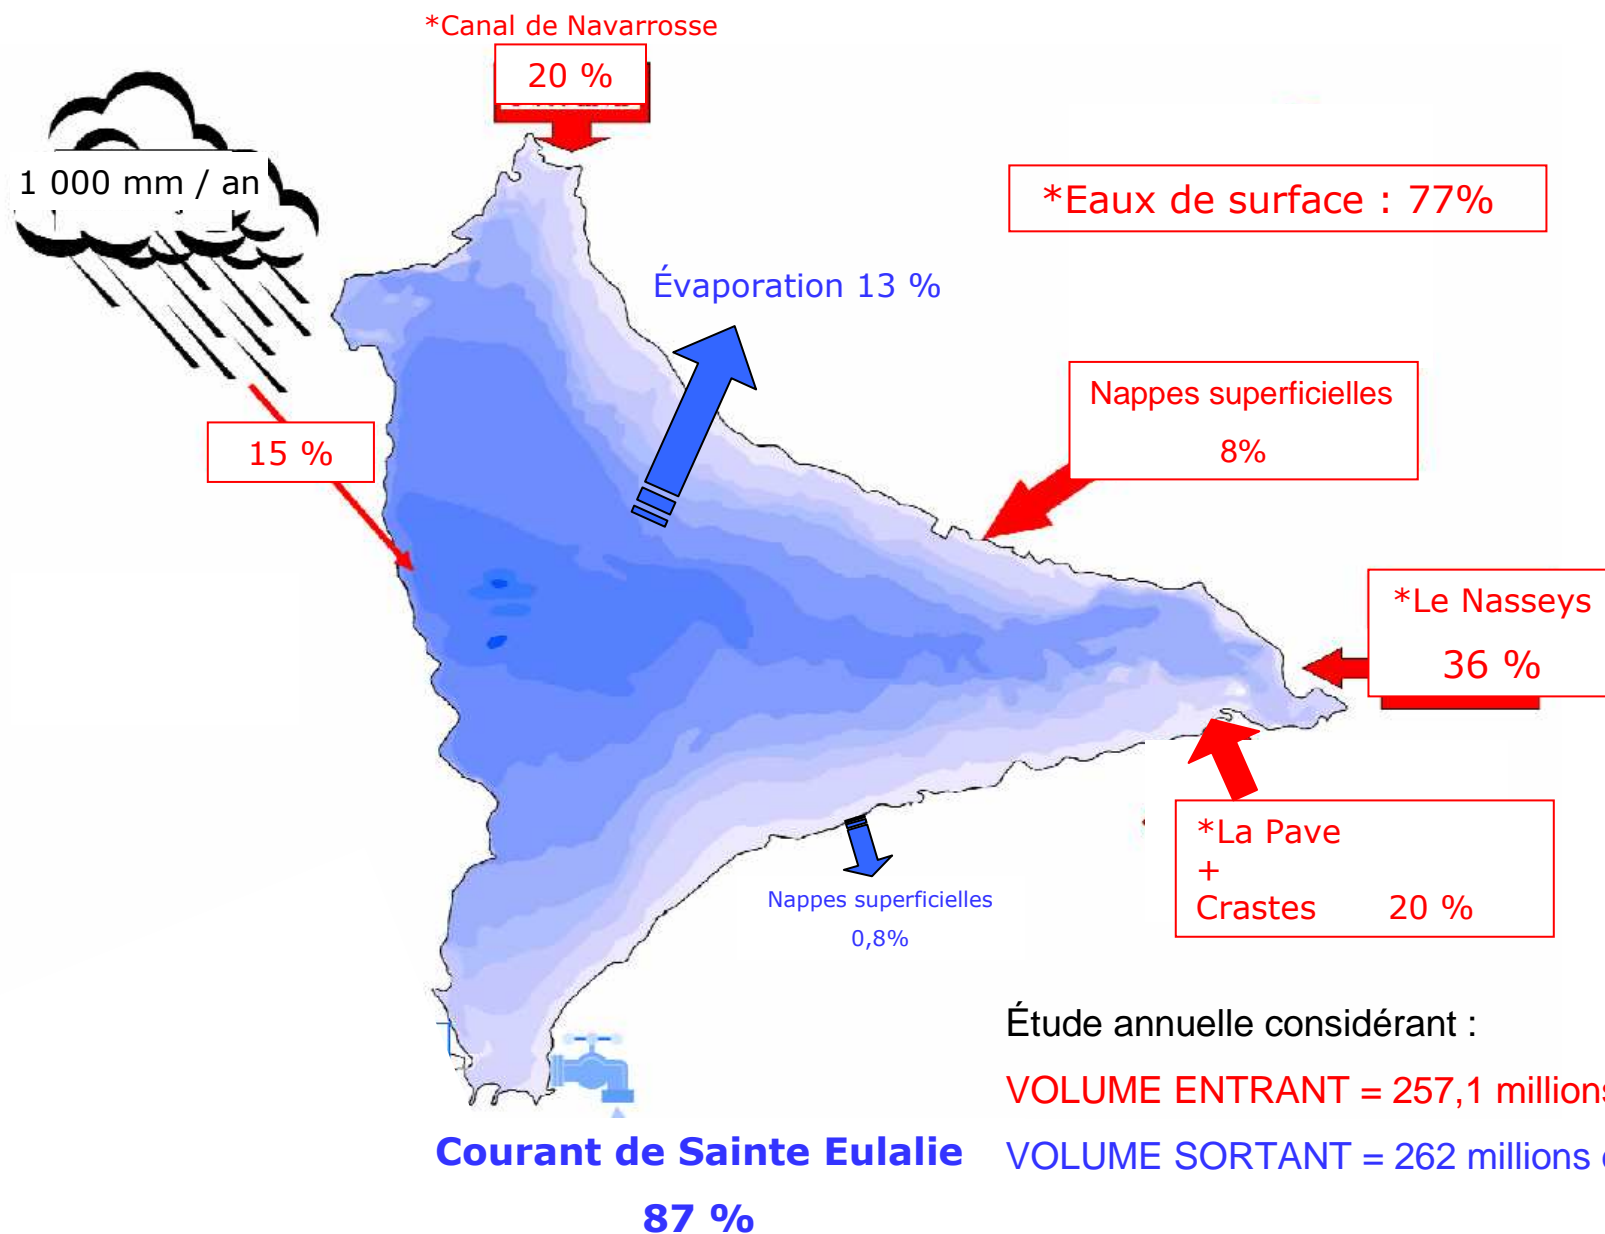 *Canal de Navarrosse
20 %
1 000 mm / an
*Eaux de surface : 77%
Évaporation 13 %
Nappes superficielles
8%
15 %
*Le Nasseys
36 %
*La Pave
+
Crastes 20 %
Nappes superficielles
0,8%
Étude annuelle considérant :
VOLUME ENTRANT = 257,1 millions
VOLUME SORTANT = 262 millions
Courant de Sainte Eulalie
87 %